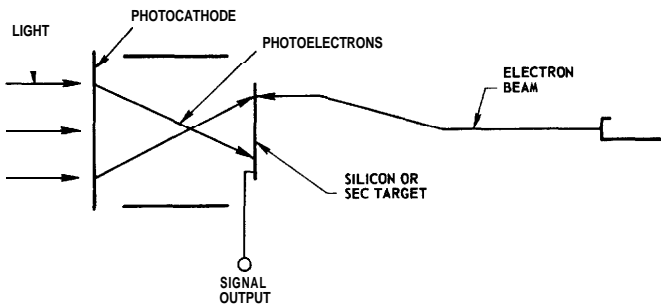 PHOTOCATHODE
LIGHT
PHOTOELECTRONS
ELECTRON
BEAM
SILICON OR
SEC TARGET
SIGNAL
OUTPUT